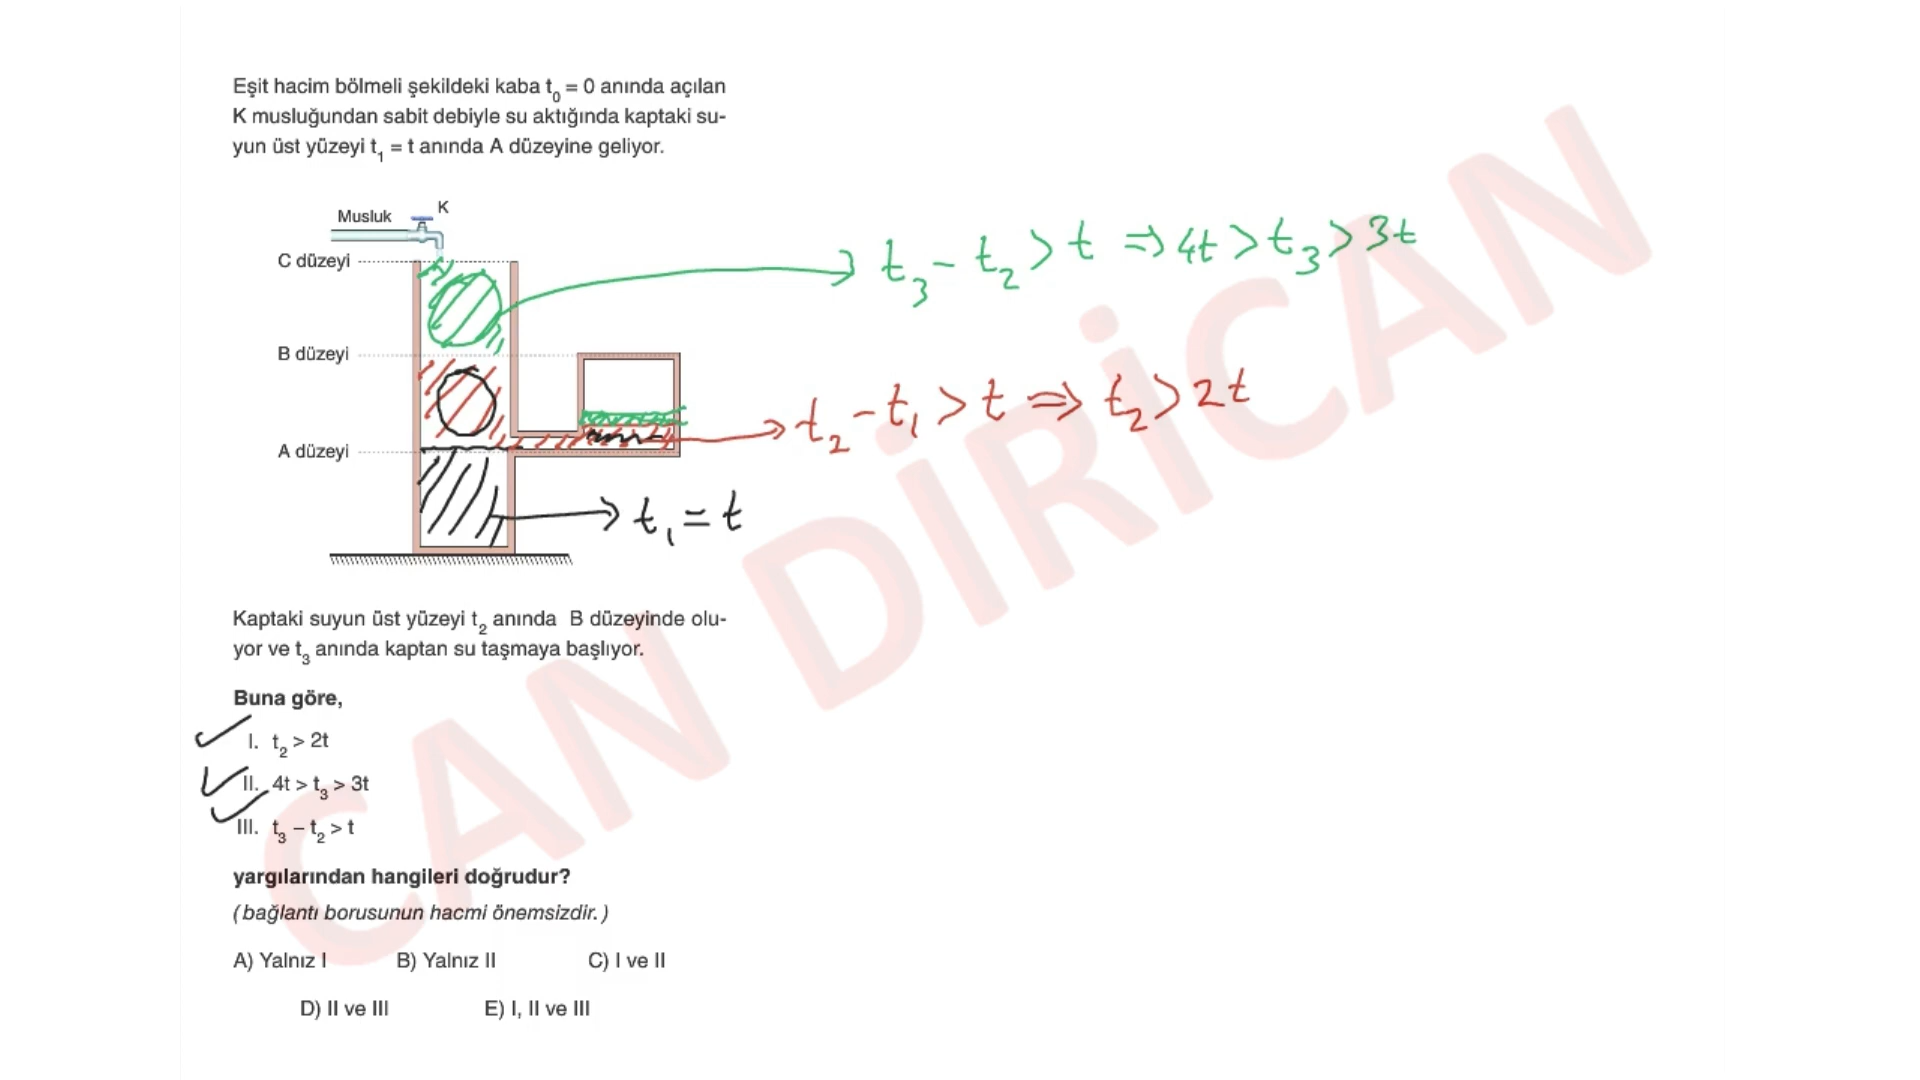 Eşit hacim bölmeli şekildeki kaba t₀ = 0 anında açılan
K musluğundan sabit debiyle su aktığında kaptaki su-
yun üst yüzeyi t₁ = t anında A düzeyine geliyor.
Musluk
K
C düzeyi
t₃ - t₂ > t ⇒ 4t > t₃ > 3t
B düzeyi
t₂ - t₁ > t ⇒ t₂ > 2t
A düzeyi
t₁ = t
Kaptaki suyun üst yüzeyi t₂ anında B düzeyinde olu-
yor ve t₃ anında kaptan su taşmaya başlıyor.
Buna göre,
I. t₂ > 2t
II. 4t > t₃ > 3t
III. t₃ – t₂ > t
yargılarından hangileri doğrudur?
(bağlantı borusunun hacmi önemsizdir.)
A) Yalnız I B) Yalnız II C) I ve II
D) II ve III E) I, II ve III
CAN DİRİCAN